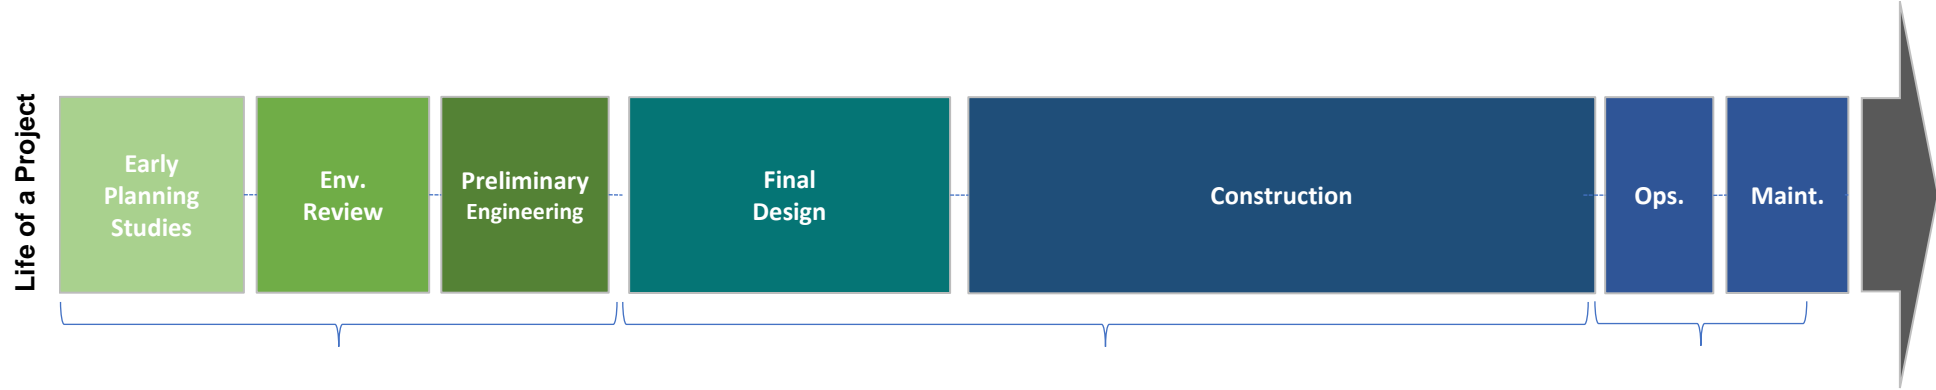 Life of a Project
Early
Planning
Studies
Env.
Review
Preliminary
Engineering
Final
Design
Construction
Ops.
Maint.